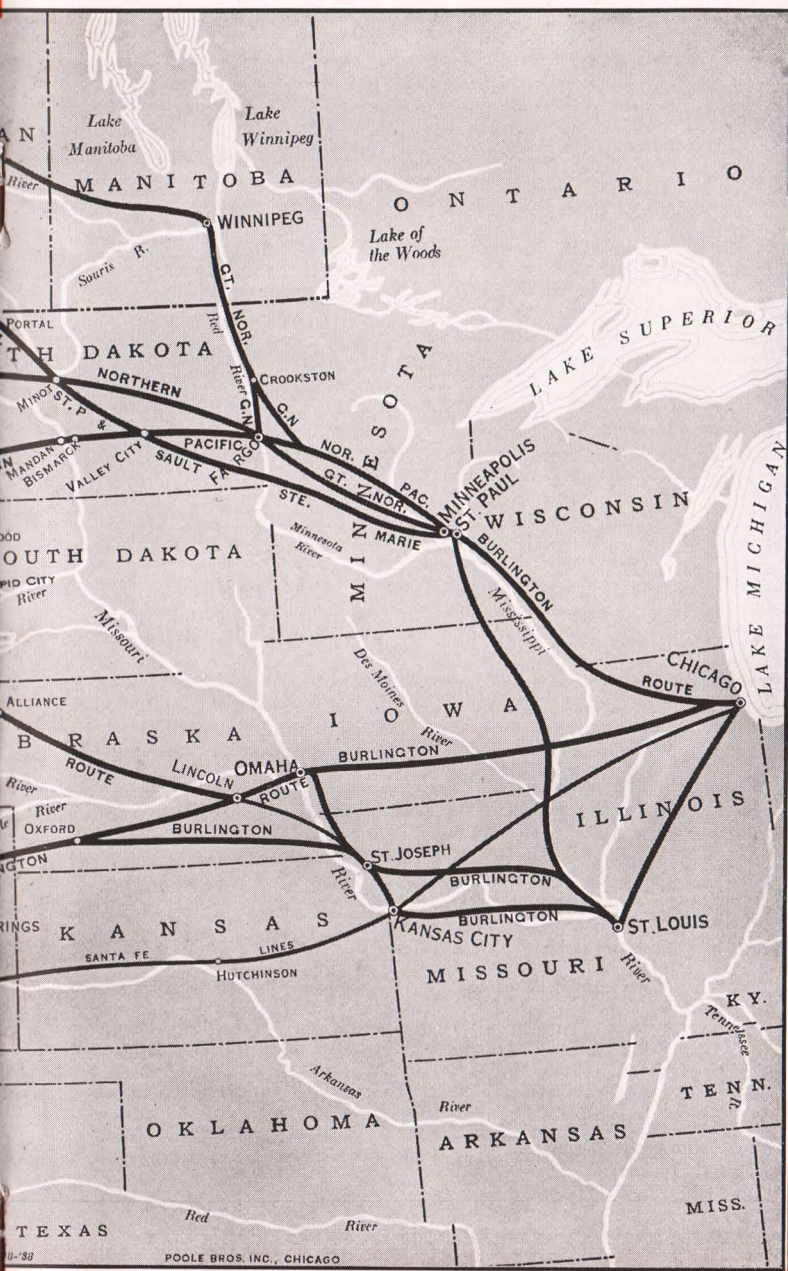 Lake
Manitoba
Lake
Winnipeg
AN
River
MANITOBA
ONTARIO
WINNIPEG
Lake of
the Woods
Souris R.
GT. NOR.
Red River
PORTAL
LAKE SUPERIOR
TH DAKOTA
NORTHERN
CROOKSTON
MINOT
ST. P &
G.N.
G.N
MINNESOTA
MANDAN
BISMARCK
VALLEY CITY
PACIFIC
FARGO
SAULT
STE.
MARIE
NOR. PAC.
GT. NOR.
MINNEAPOLIS
ST. PAUL
WISCONSIN
LAKE MICHIGAN
Minnesota
River
OUTH DAKOTA
PID CITY
River
Missouri
BURLINGTON
Mississippi
CHICAGO
ROUTE
ALLIANCE
Des Moines
River
IOWA
BRASKA
ROUTE
LINCOLN
OMAHA
ROUTE
BURLINGTON
River
River
OXFORD
BURLINGTON
NGTON
ILLINOIS
ST. JOSEPH
BURLINGTON
River
BURLINGTON
RINGS
KANSAS
KANSAS CITY
ST. LOUIS
SANTA FE
LINES
HUTCHINSON
MISSOURI
River
KY.
Tennessee
R.
TENN.
Arkansas
River
OKLAHOMA
ARKANSAS
MISS.
Red
River
TEXAS
POOLE BROS. INC., CHICAGO